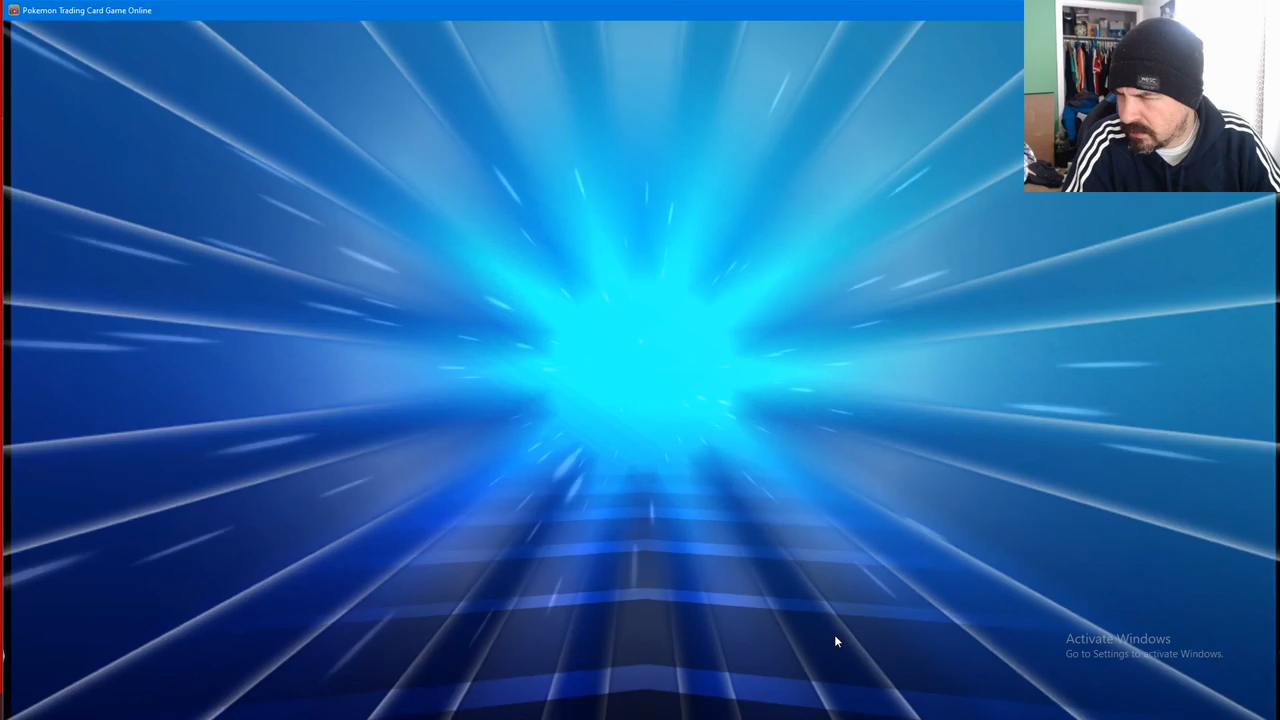 Pokemon Trading Card Game Online
Activate Windows
Go to Settings to activate Windows.